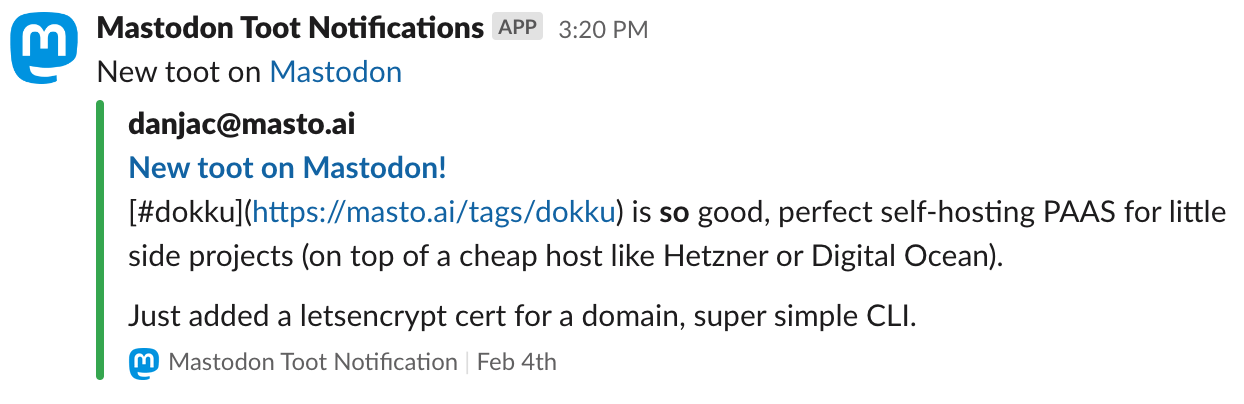 Mastodon Toot Notifications APP 3:20 PM
New toot on Mastodon
danjac@masto.ai
New toot on Mastodon!
[#dokku](https://masto.ai/tags/dokku) is so good, perfect self-hosting PAAS for little
side projects (on top of a cheap host like Hetzner or Digital Ocean).
Just added a letsencrypt cert for a domain, super simple CLI.
Mastodon Toot Notification | Feb 4th